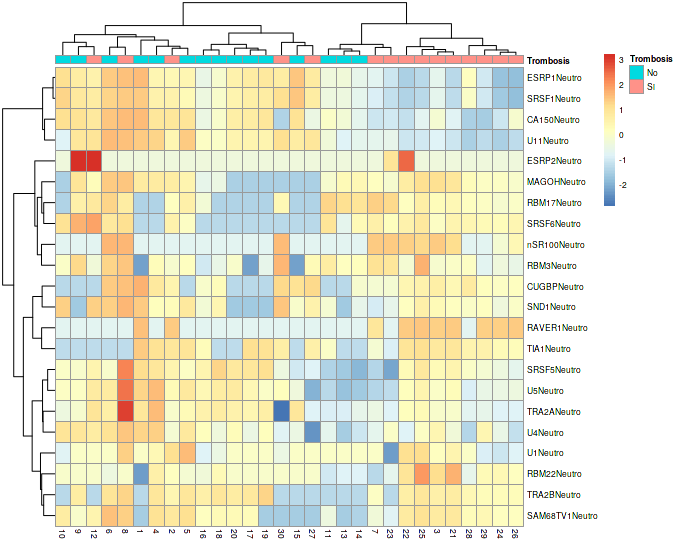 Trombosis
ESRP1Neutro
SRSF1Neutro
CA150Neutro
U11Neutro
ESRP2Neutro
MAGOHNeutro
RBM17Neutro
SRSF6Neutro
nSR100Neutro
RBM3Neutro
CUGBPNeutro
SND1Neutro
RAVER1Neutro
TIA1Neutro
SRSF5Neutro
U5Neutro
TRA2ANeutro
U4Neutro
U1Neutro
RBM22Neutro
TRA2BNeutro
SAM68TV1Neutro
10 9 12 6 8 1 4 2 5 16 18 20 17 19 30 15 27 11 13 14 7 23 22 25 3 21 28 29 24 26
3
2
1
0
-1
-2
Trombosis
No
Si